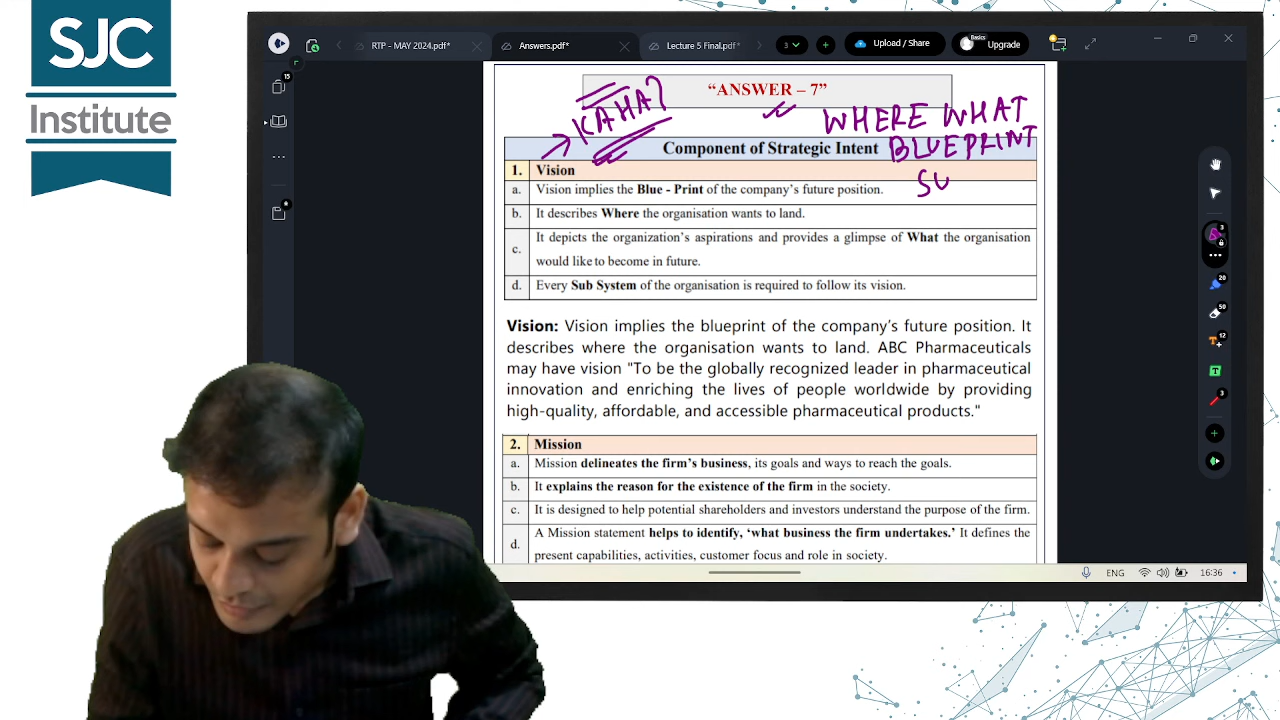 SJC
Institute
RTP - MAY 2024.pdf*
Answers.pdf*
Lecture 5 Final.pdf*
3
Upload / Share
Basics
Upgrade
15
“ANSWER – 7”
KAHA?
WHERE WHAT
BLUEPRINT
SU
Component of Strategic Intent
1. Vision
a. Vision implies the Blue - Print of the company’s future position.
b. It describes Where the organisation wants to land.
c. It depicts the organization’s aspirations and provides a glimpse of What the organisation
would like to become in future.
d. Every Sub System of the organisation is required to follow its vision.
Vision: Vision implies the blueprint of the company’s future position. It
describes where the organisation wants to land. ABC Pharmaceuticals
may have vision "To be the globally recognized leader in pharmaceutical
innovation and enriching the lives of people worldwide by providing
high-quality, affordable, and accessible pharmaceutical products."
2. Mission
a. Mission delineates the firm’s business, its goals and ways to reach the goals.
b. It explains the reason for the existence of the firm in the society.
c. It is designed to help potential shareholders and investors understand the purpose of the firm.
d. A Mission statement helps to identify, ‘what business the firm undertakes.’ It defines the
present capabilities, activities, customer focus and role in society.
3
20
50
12
3
ENG
16:36